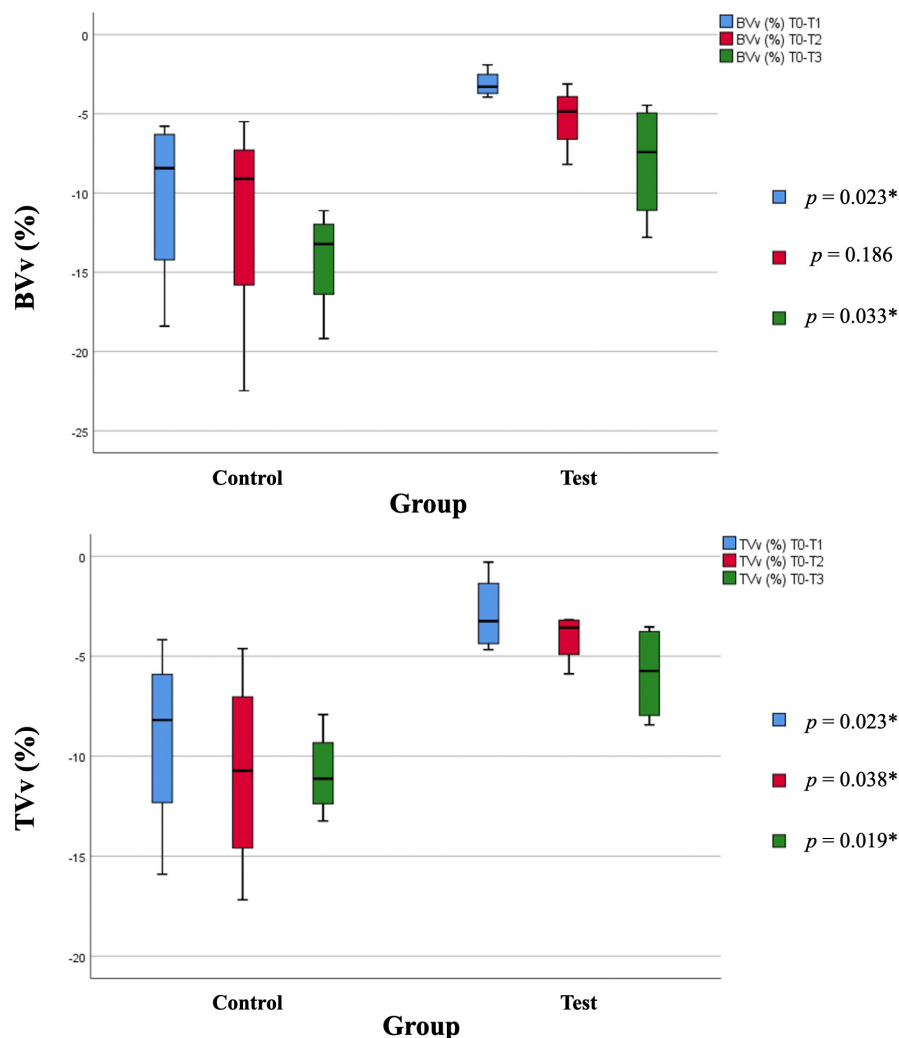 BVv (%) T0-T1
BVv (%) T0-T2
BVv (%) T0-T3
0
-5
-10
-15
-20
-25
BVv (%)
p = 0.023*
p = 0.186
p = 0.033*
Control
Test
Group
TVv (%) T0-T1
TVv (%) T0-T2
TVv (%) T0-T3
0
-5
-10
-15
-20
TVv (%)
p = 0.023*
p = 0.038*
p = 0.019*
Control
Test
Group